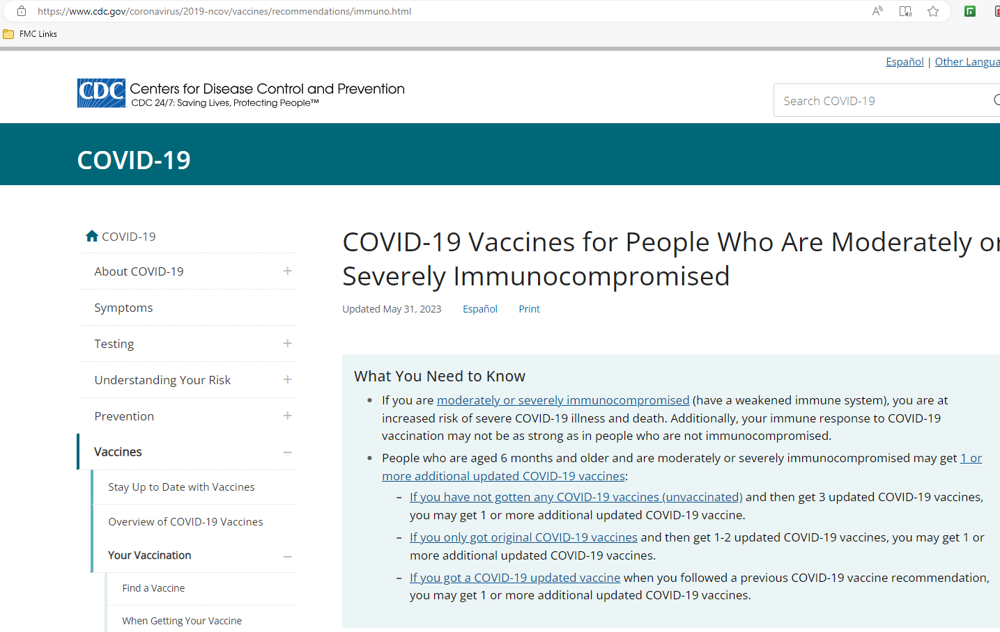 https://www.cdc.gov/coronavirus/2019-ncov/vaccines/recommendations/immuno.html
FMC Links
Español | Other Langua
CDC Centers for Disease Control and Prevention
CDC 24/7: Saving Lives, Protecting People™
Search COVID-19
COVID-19
COVID-19
About COVID-19
Symptoms
Testing
Understanding Your Risk
Prevention
Vaccines
Stay Up to Date with Vaccines
Overview of COVID-19 Vaccines
Your Vaccination
Find a Vaccine
When Getting Your Vaccine
COVID-19 Vaccines for People Who Are Moderately or
Severely Immunocompromised
Updated May 31, 2023 Español Print
What You Need to Know
• If you are moderately or severely immunocompromised (have a weakened immune system), you are at
increased risk of severe COVID-19 illness and death. Additionally, your immune response to COVID-19
vaccination may not be as strong as in people who are not immunocompromised.
• People who are aged 6 months and older and are moderately or severely immunocompromised may get 1 or
more additional updated COVID-19 vaccines:
– If you have not gotten any COVID-19 vaccines (unvaccinated) and then get 3 updated COVID-19 vaccines,
you may get 1 or more additional updated COVID-19 vaccine.
– If you only got original COVID-19 vaccines and then get 1-2 updated COVID-19 vaccines, you may get 1 or
more additional updated COVID-19 vaccines.
– If you got a COVID-19 updated vaccine when you followed a previous COVID-19 vaccine recommendation,
you may get 1 or more additional updated COVID-19 vaccines.